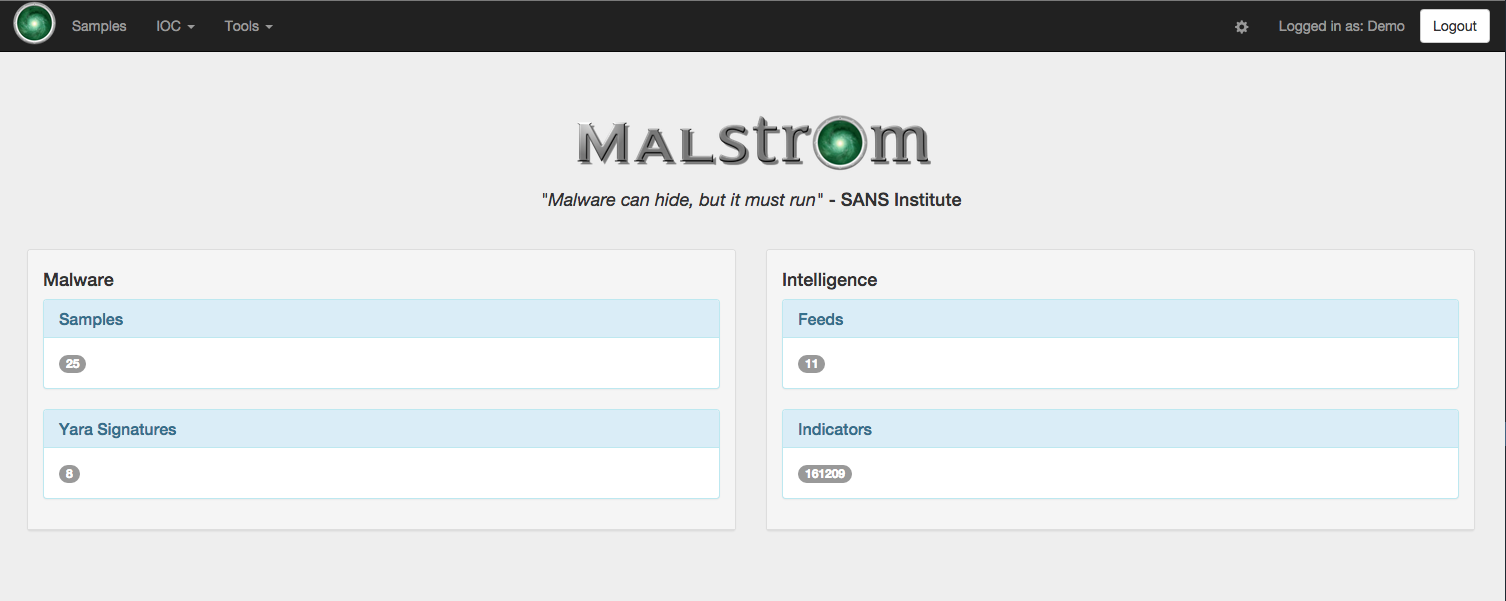 Samples IOC Tools Logged in as: Demo Logout
MALstrom
"Malware can hide, but it must run" - SANS Institute
Malware
Samples
25
Yara Signatures
8
Intelligence
Feeds
11
Indicators
161209